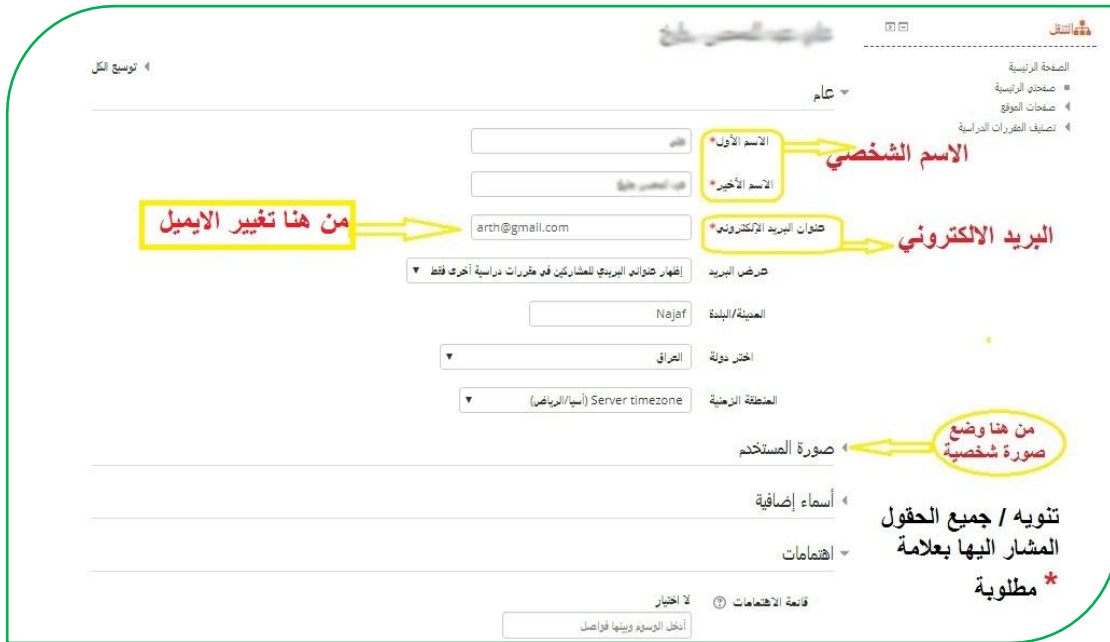 التنقل
الصفحة الرئيسية
صفحتي الرئيسية
صفحات الموقع
تصنيف المقررات الدراسية
توسيع الكل
عام
الاسم الأول*
الاسم الشخصي
الاسم الأخير*
عنوان البريد الإلكتروني*
arth@gmail.com
من هنا تغيير الايميل
البريد الالكتروني
عرض البريد
إظهار عنواني البريدي للمشاركين في مقررات دراسية أخرى فقط
المدينة/البلدة
Najaf
اختر دولة
العراق
المنطقة الزمنية
Server timezone (آسيا/الرياض)
صورة المستخدم
من هنا وضع
صورة شخصية
أسماء إضافية
تنويه / جميع الحقول
المشار اليها بعلامة
* مطلوبة
اهتمامات
قائمة الاهتمامات
لا اختيار
أدخل الوسوم وبينها فواصل